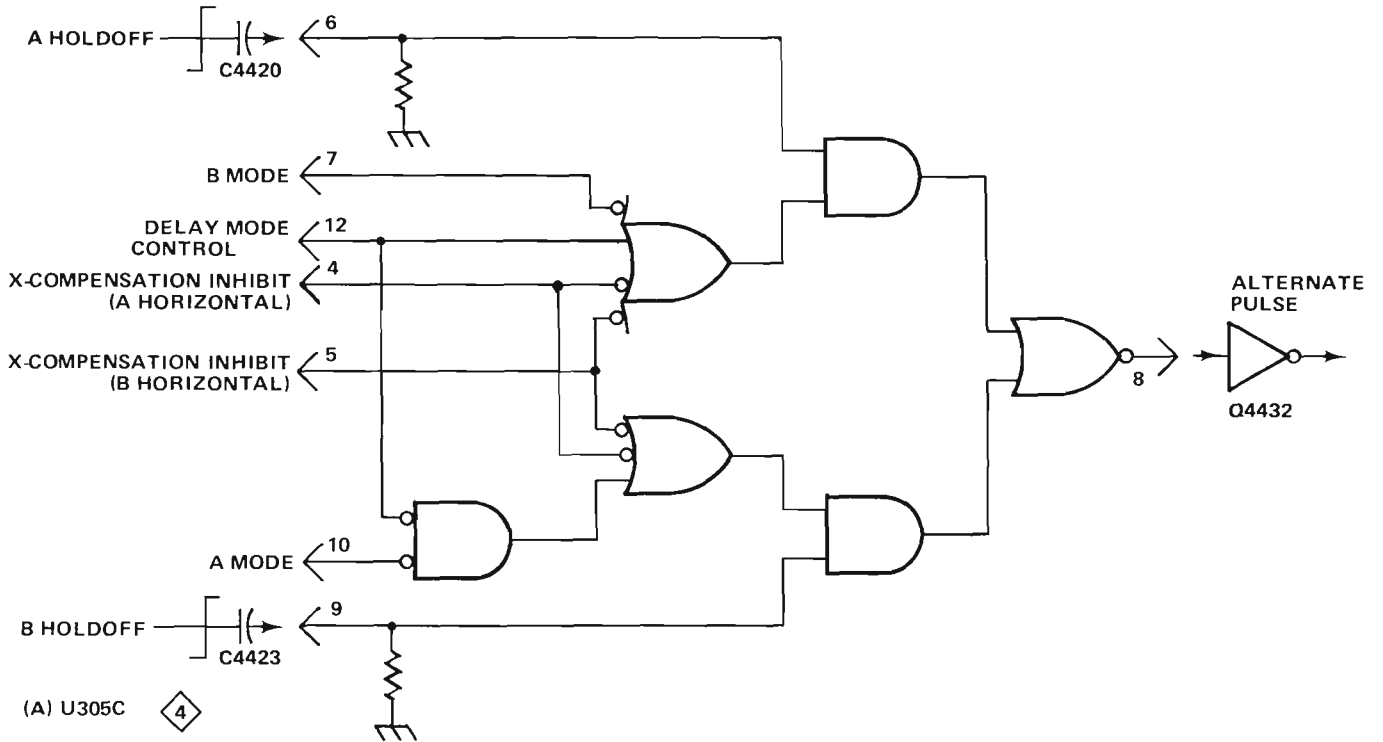 6
A HOLDOFF
C4420
7
B MODE
12
DELAY MODE
CONTROL
4
X-COMPENSATION INHIBIT
(A HORIZONTAL)
5
X-COMPENSATION INHIBIT
(B HORIZONTAL)
ALTERNATE
PULSE
8
Q4432
10
A MODE
9
B HOLDOFF
C4423
(A) U305C
4